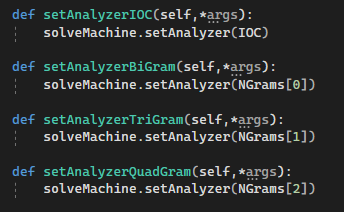 def setAnalyzerIOC(self,*args):
    solveMachine.setAnalyzer(IOC)
def setAnalyzerBiGram(self,*args):
    solveMachine.setAnalyzer(NGrams[0])
def setAnalyzerTriGram(self,*args):
    solveMachine.setAnalyzer(NGrams[1])
def setAnalyzerQuadGram(self,*args):
    solveMachine.setAnalyzer(NGrams[2])